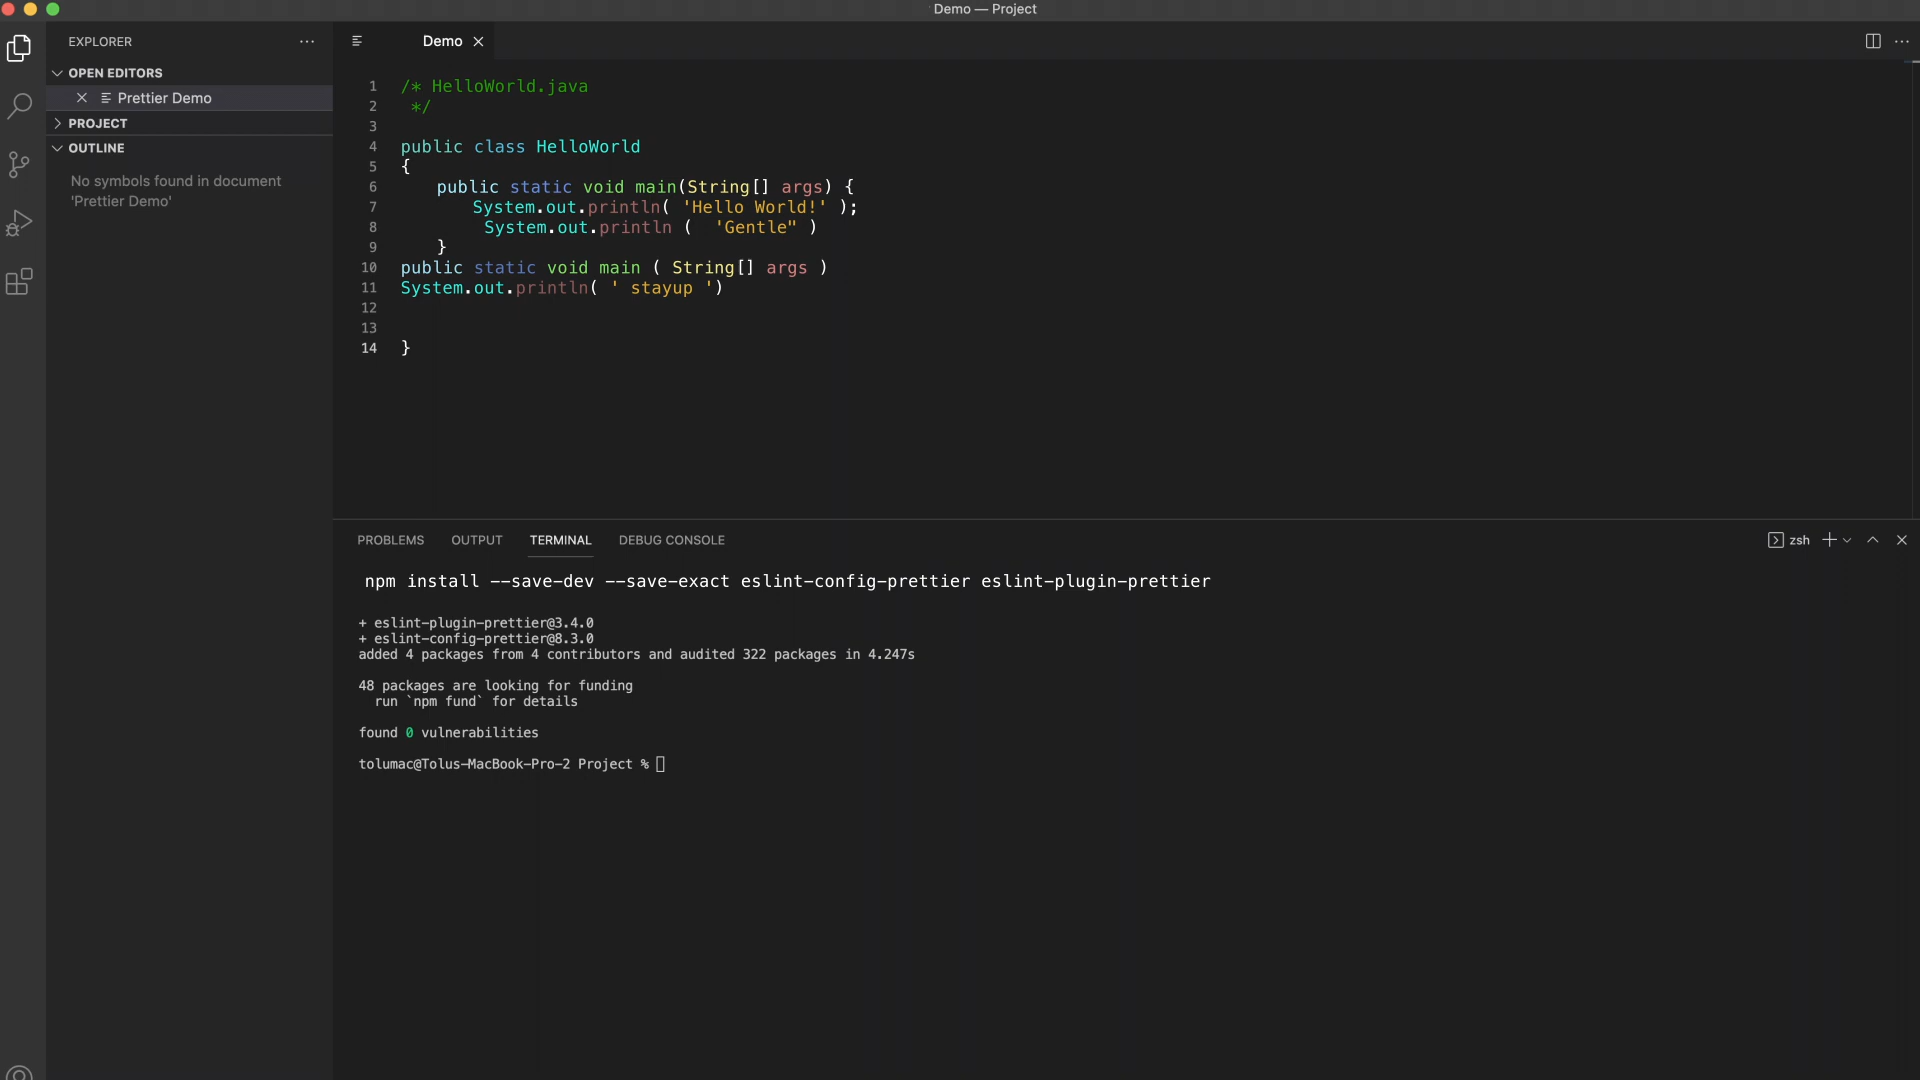 Demo — Project
EXPLORER
OPEN EDITORS
Prettier Demo
PROJECT
OUTLINE
No symbols found in document
'Prettier Demo'
Demo
1 /* HelloWorld.java
2 */
3
4 public class HelloWorld
5 {
6 public static void main(String[] args) {
7 System.out.println( 'Hello World!' );
8 System.out.println ( 'Gentle" )
9 }
10 public static void main ( String[] args )
11 System.out.println( ' stayup ')
12
13
14 }
PROBLEMS OUTPUT TERMINAL DEBUG CONSOLE
zsh
npm install --save-dev --save-exact eslint-config-prettier eslint-plugin-prettier
+ eslint-plugin-prettier@3.4.0
+ eslint-config-prettier@8.3.0
added 4 packages from 4 contributors and audited 322 packages in 4.247s
48 packages are looking for funding
run `npm fund` for details
found 0 vulnerabilities
tolumac@Tolus-MacBook-Pro-2 Project %